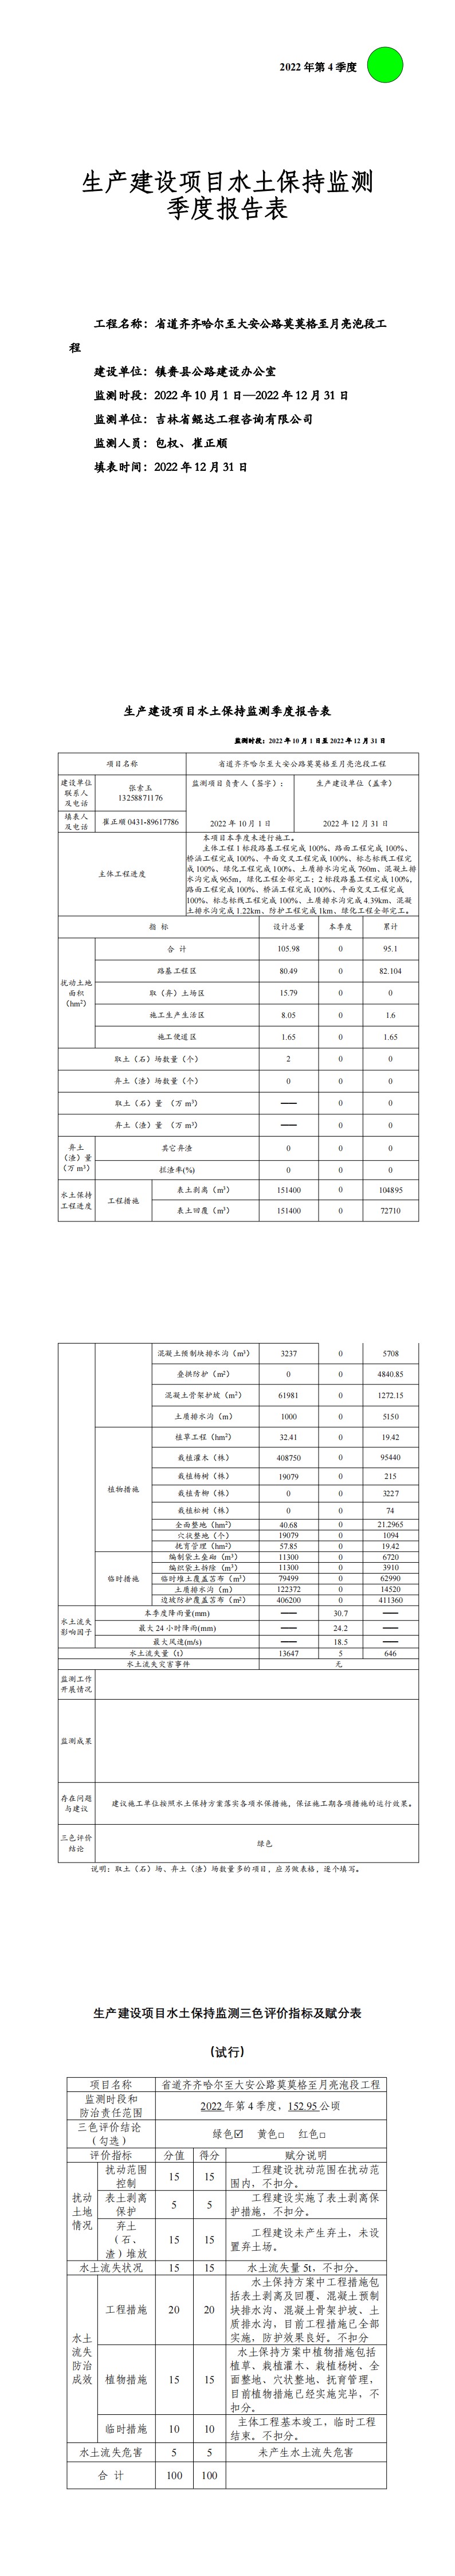 2022 年第 4 季度
生产建设项目水土保持监测
季度报告表
工程名称：省道齐齐哈尔至大安公路莫莫格至月亮泡段工
程
建设单位：镇赉县公路建设办公室
监测时段：2022 年 10 月 1 日—2022 年 12 月 31 日
监测单位：吉林省鲲达工程咨询有限公司
监测人员：包权、崔正顺
填表时间：2022 年 12 月 31 日
生产建设项目水土保持监测季度报告表
监测时段：2022 年 10 月 1 日至 2022 年 12 月 31 日
项目名称 省道齐齐哈尔至大安公路莫莫格至月亮泡段工程
建设单位
联系人
及电话
张索玉
13258871176
监测项目负责人（签字）：
2022 年 10 月 1 日
生产建设单位（盖章）
2022 年 12 月 31 日
填表人
及电话
崔正顺 0431-89617786
主体工程进度
本项目本季度未进行施工。
主体工程 1 标段路基工程完成 100%、路面工程完成 100%、
桥涵工程完成 100%、平面交叉工程完成 100%、标志标线工程完
成 100%、绿化工程完成 100%、土质排水沟完成 760m、混凝土排
水沟完成 965m，绿化工程全部完工；2 标段路基工程完成 100%，
路面工程完成 100%、桥涵工程完成 100%、平面交叉工程完成
100%、标志标线工程完成 100%、土质排水沟完成 4.39km、混凝
土排水沟完成 1.22km、防护工程完成 1km、绿化工程全部完工。
指 标 设计总量 本季度 累计
扰动土地
面积
（hm²）
合 计 105.98 0 95.1
路基工程区 80.49 0 82.104
取（弃）土场区 15.79 0 0
施工生产生活区 8.05 0 1.6
施工便道区 1.65 0 1.65
取土（石）场数量（个） 2 0 0
弃土（渣）场数量（个） 0 0 0
取土（石）量 （万 m³） —— 0 0
弃土（渣）量 （万 m³） —— 0 0
弃土
（渣）量
（万 m³）
其它弃渣 0 0 0
拦渣率(%) 0 0 0
水土保持
工程进度
工程措施
表土剥离（m³） 151400 0 104895
表土回覆（m³） 151400 0 72710
混凝土预制块排水沟（m³） 3237 0 5708
叠拱防护（m²） 0 0 4840.85
混凝土骨架护坡（m²） 61981 0 1272.15
土质排水沟（m） 1000 0 5150
植物措施
植草工程（hm²） 32.41 0 19.42
栽植灌木（株） 408750 0 95440
栽植杨树（株） 19079 0 215
栽植青柳（株） 0 0 3227
栽植松树（株） 0 0 74
全面整地（hm²） 40.68 0 21.2965
穴状整地（个） 19079 0 1094
抚育管理（hm²） 57.85 0 19.42
临时措施
编制袋土垒砌（m³） 11300 0 6720
编织袋土拆除（m³） 11300 0 3910
临时堆土覆盖苫布（m²） 79499 0 62990
土质排水沟（m） 122372 0 14520
边坡防护覆盖苫布（m²） 406200 0 411360
水土流失
影响因子
本季度降雨量(mm) —— 30.7 ——
最大 24 小时降雨(mm) —— 24.2 ——
最大风速(m/s) —— 18.5 ——
水土流失量（t） 13647 5 646
水土流失灾害事件 无
监测工作
开展情况
监测成果
存在问题
与建议
建议施工单位按照水土保持方案落实各项水保措施，保证施工期各项措施的运行效果。
三色评价
结论
绿色
说明：取土（石）场、弃土（渣）场数量多的项目，应另做表格，逐个填写。
生产建设项目水土保持监测三色评价指标及赋分表
(试行)
项目名称 省道齐齐哈尔至大安公路莫莫格至月亮泡段工程
监测时段和
防治责任范围
2022 年第 4 季度，152.95 公顷
三色评价结论
（勾选）
绿色☑ 黄色□ 红色□
评价指标 分值 得分 赋分说明
扰动
土地
情况
扰动范围
控制
15 15
工程建设扰动范围在扰动范
围内，不扣分。
表土剥离
保护
5 5
工程建设实施了表土剥离保
护措施，不扣分。
弃土
（石、
渣）堆放
15 15
工程建设未产生弃土，未设
置弃土场。
水土流失状况 15 15 水土流失量 5t，不扣分。
水土
流失
防治
成效
工程措施 20 20
水土保持方案中工程措施包
括表土剥离及回覆、混凝土预制
块排水沟、混凝土骨架护坡、土
质排水沟，目前工程措施已全部
实施，防护效果良好。不扣分
植物措施 15 15
水土保持方案中植物措施包括
植草、栽植灌木、栽植杨树、全
面整地、穴状整地、抚育管理，
目前植物措施已经实施完毕，不
扣分。
临时措施 10 10
主体工程基本竣工，临时工程
结束。不扣分。
水土流失危害 5 5 未产生水土流失危害
合 计 100 100